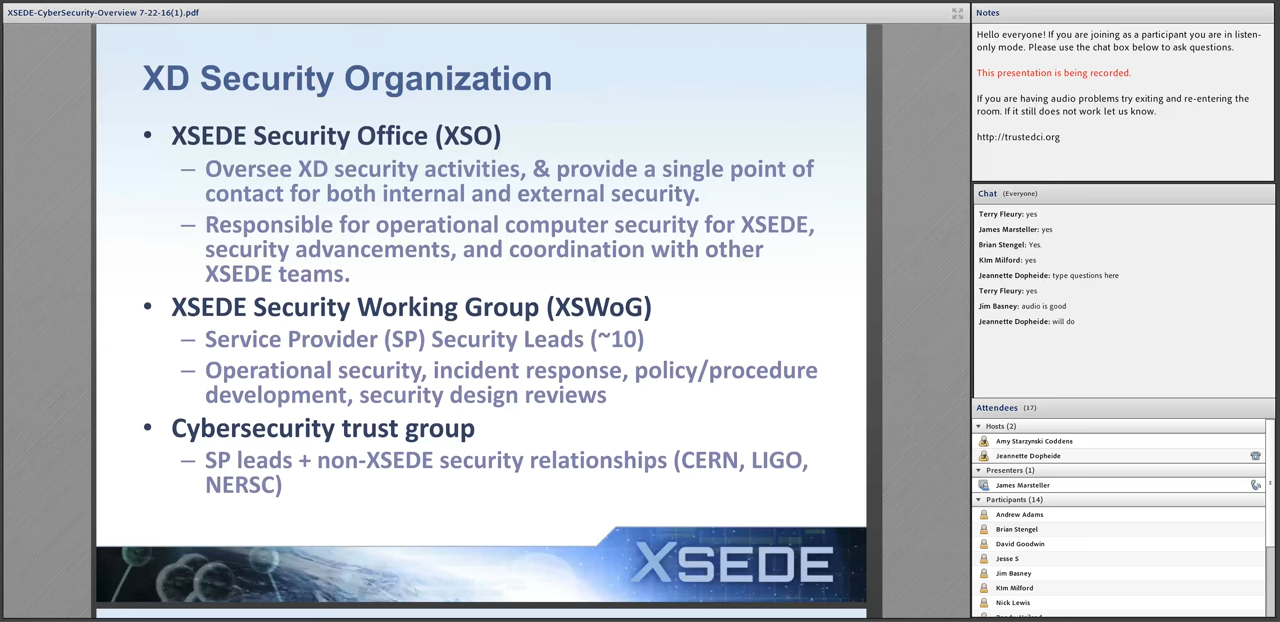 XSEDE-CyberSecurity-Overview 7-22-16(1).pdf
XD Security Organization
• XSEDE Security Office (XSO)
– Oversee XD security activities, & provide a single point of
contact for both internal and external security.
– Responsible for operational computer security for XSEDE,
security advancements, and coordination with other
XSEDE teams.
• XSEDE Security Working Group (XSWoG)
– Service Provider (SP) Security Leads (~10)
– Operational security, incident response, policy/procedure
development, security design reviews
• Cybersecurity trust group
– SP leads + non-XSEDE security relationships (CERN, LIGO,
NERSC)
XSEDE
Notes
Hello everyone! If you are joining as a participant you are in listen-
only mode. Please use the chat box below to ask questions.
This presentation is being recorded.
If you are having audio problems try exiting and re-entering the
room. If it still does not work let us know.
http://trustedci.org
Chat (Everyone)
Terry Fleury: yes
James Marsteller: yes
Brian Stengel: Yes.
KIm Milford: yes
Jeannette Dopheide: type questions here
Terry Fleury: yes
Jim Basney: audio is good
Jeannette Dopheide: will do
Attendees (17)
Hosts (2)
Amy Starzynski Coddens
Jeannette Dopheide
Presenters (1)
James Marsteller
Participants (14)
Andrew Adams
Brian Stengel
David Goodwin
Jesse S
Jim Basney
KIm Milford
Nick Lewis